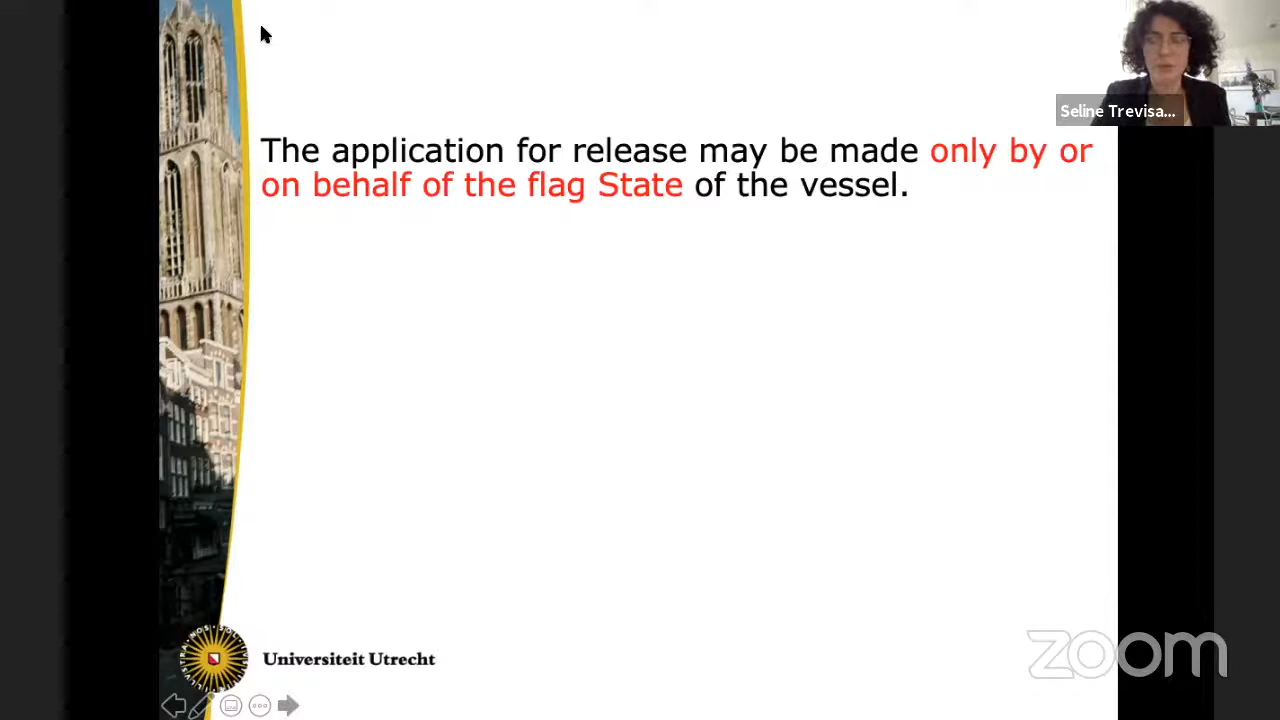 Seline Trevisa...
The application for release may be made only by or
on behalf of the flag State of the vessel.
Universiteit Utrecht
zoom